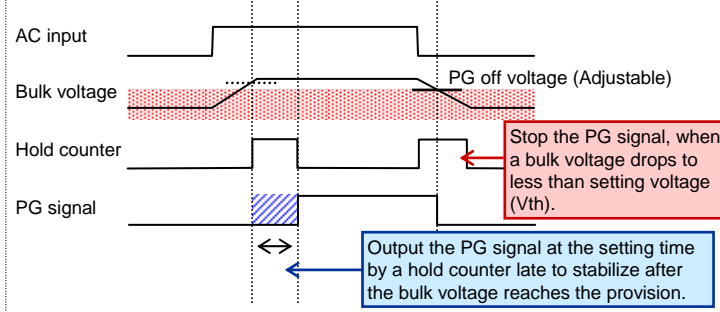 AC input
PG off voltage (Adjustable)
Bulk voltage
Hold counter
Stop the PG signal, when
a bulk voltage drops to
less than setting voltage
(Vth).
PG signal
Output the PG signal at the setting time
by a hold counter late to stabilize after
the bulk voltage reaches the provision.